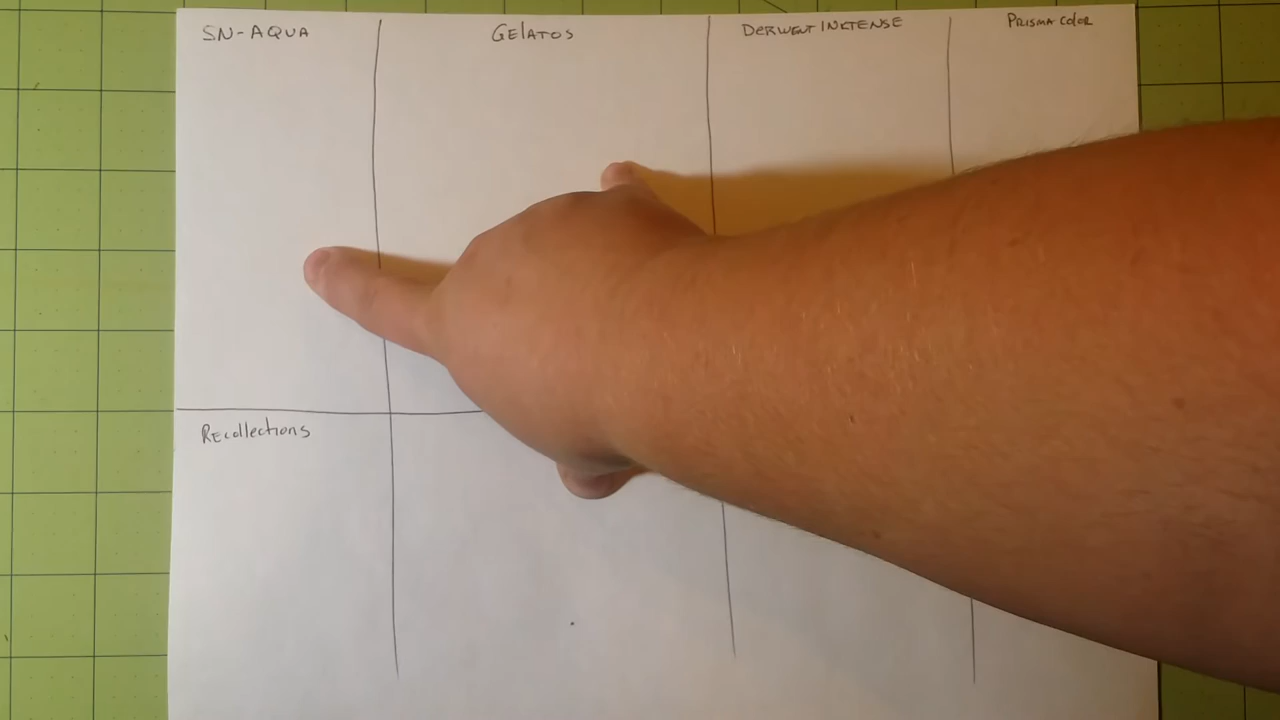 SN-AQUA
GELATOS
DERWENT INKTENSE
PRISMA COLOR
RECOllECTIONS